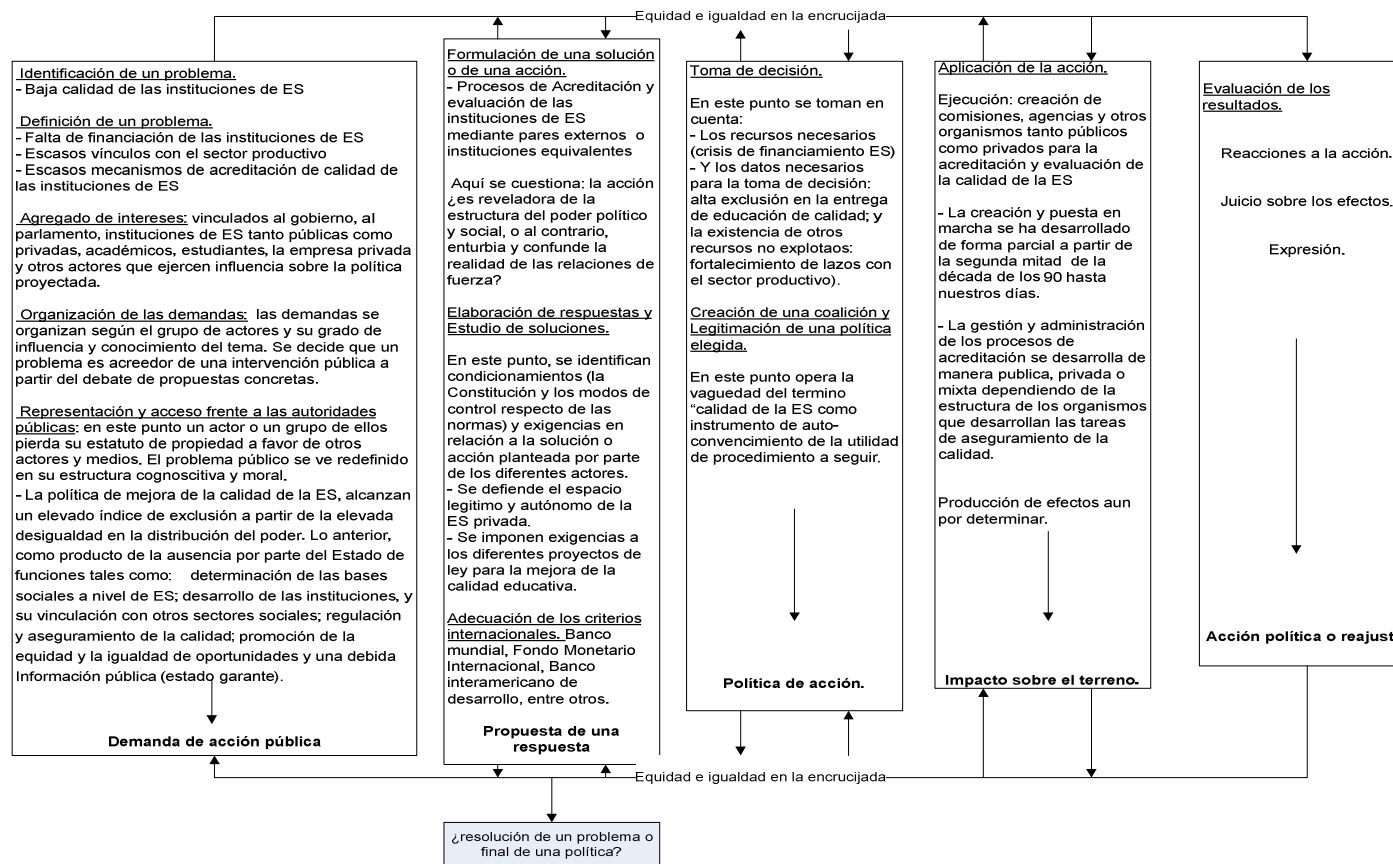 Equidad e igualdad en la encrucijada
Identificación de un problema.
- Baja calidad de las instituciones de ES
Definición de un problema.
- Falta de financiación de las instituciones de ES
- Escasos vínculos con el sector productivo
- Escasos mecanismos de acreditación de calidad de
las instituciones de ES
Agregado de intereses: vinculados al gobierno, al
parlamento, instituciones de ES tanto públicas como
privadas, académicos, estudiantes, la empresa privada
y otros actores que ejercen influencia sobre la política
proyectada.
Organización de las demandas: las demandas se
organizan según el grupo de actores y su grado de
influencia y conocimiento del tema. Se decide que un
problema es acreedor de una intervención pública a
partir del debate de propuestas concretas.
Representación y acceso frente a las autoridades
públicas: en este punto un actor o un grupo de ellos
pierda su estatuto de propiedad a favor de otros
actores y medios. El problema público se ve redefinido
en su estructura cognoscitiva y moral.
- La política de mejora de la calidad de la ES, alcanzan
un elevado índice de exclusión a partir de la elevada
desigualdad en la distribución del poder. Lo anterior,
como producto de la ausencia por parte del Estado de
funciones tales como: determinación de las bases
sociales a nivel de ES; desarrollo de las instituciones, y
su vinculación con otros sectores sociales; regulación
y aseguramiento de la calidad; promoción de la
equidad y la igualdad de oportunidades y una debida
Información pública (estado garante).
Demanda de acción pública
Formulación de una solución
o de una acción.
- Procesos de Acreditación y
evaluación de las
instituciones de ES
mediante pares externos o
instituciones equivalentes
Aquí se cuestiona: la acción
¿es reveladora de la
estructura del poder político
y social, o al contrario,
enturbia y confunde la
realidad de las relaciones de
fuerza?
Elaboración de respuestas y
Estudio de soluciones.
En este punto, se identifican
condicionamientos (la
Constitución y los modos de
control respecto de las
normas) y exigencias en
relación a la solución o
acción planteada por parte
de los diferentes actores.
- Se defiende el espacio
legitimo y autónomo de la
ES privada.
- Se imponen exigencias a
los diferentes proyectos de
ley para la mejora de la
calidad educativa.
Adecuación de los criterios
internacionales. Banco
mundial, Fondo Monetario
Internacional, Banco
interamericano de
desarrollo, entre otros.
Propuesta de una
respuesta
Toma de decisión.
En este punto se toman en
cuenta:
- Los recursos necesarios
(crisis de financiamiento ES)
- Y los datos necesarios
para la toma de decisión:
alta exclusión en la entrega
de educación de calidad; y
la existencia de otros
recursos no explotaos:
fortalecimiento de lazos con
el sector productivo).
Creación de una coalición y
Legitimación de una política
elegida.
En este punto opera la
vaguedad del termino
“calidad de la ES como
instrumento de auto-
convencimiento de la utilidad
de procedimiento a seguir.
Política de acción.
Aplicación de la acción.
Ejecución: creación de
comisiones, agencias y otros
organismos tanto públicos
como privados para la
acreditación y evaluación de
la calidad de la ES
- La creación y puesta en
marcha se ha desarrollado
de forma parcial a partir de
la segunda mitad de la
década de los 90 hasta
nuestros días.
- La gestión y administración
de los procesos de
acreditación se desarrolla de
manera publica, privada o
mixta dependiendo de la
estructura de los organismos
que desarrollan las tareas
de aseguramiento de la
calidad.
Producción de efectos aun
por determinar.
Impacto sobre el terreno.
Evaluación de los
resultados.
Reacciones a la acción.
Juicio sobre los efectos.
Expresión.
Acción política o reajust
Equidad e igualdad en la encrucijada
¿resolución de un problema o
final de una política?